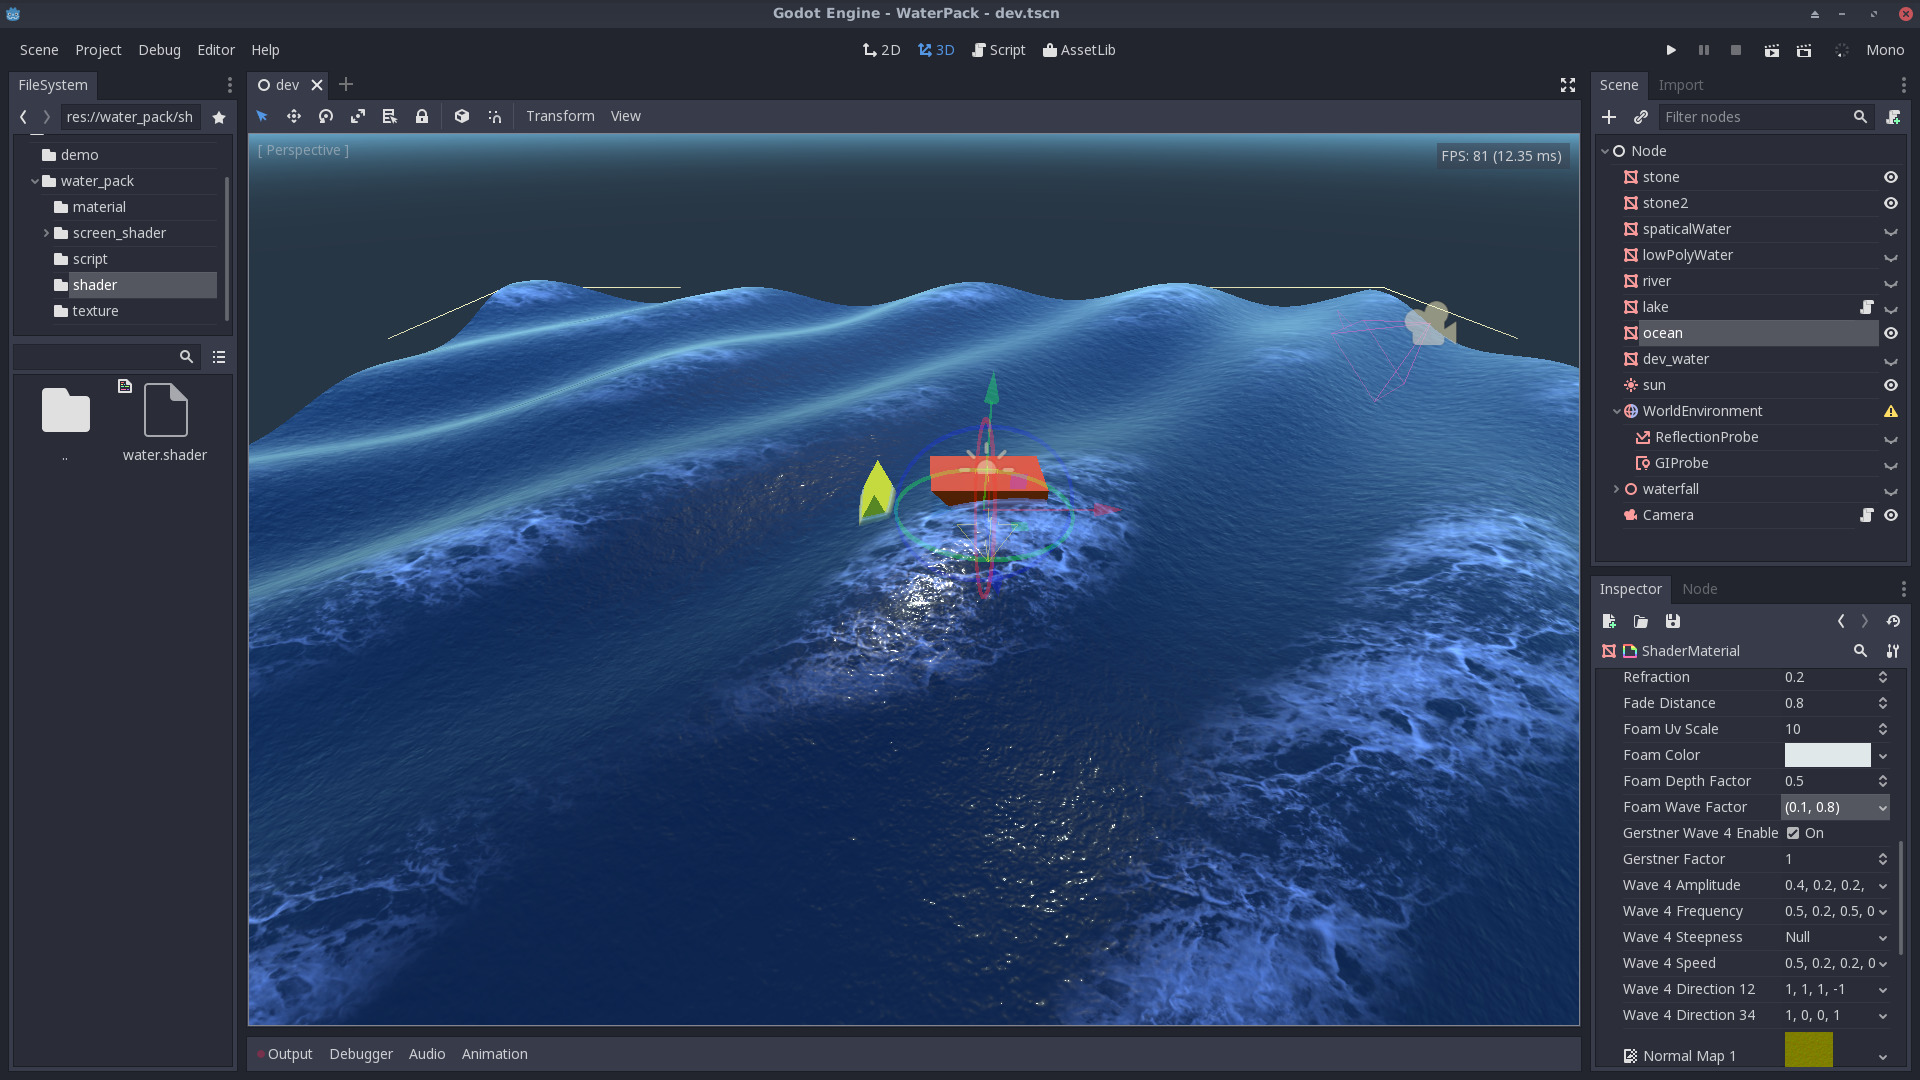 Godot Engine - WaterPack - dev.tscn
Scene Project Debug Editor Help
2D 3D Script AssetLib
Mono
FileSystem
res://water_pack/sh
demo
water_pack
material
screen_shader
script
shader
texture
..
water.shader
dev
Transform View
[ Perspective ]
FPS: 81 (12.35 ms)
Output Debugger Audio Animation
Scene Import
Filter nodes
Node
stone
stone2
spaticalWater
lowPolyWater
river
lake
ocean
dev_water
sun
WorldEnvironment
ReflectionProbe
GIProbe
waterfall
Camera
Inspector Node
ShaderMaterial
Refraction 0.2
Fade Distance 0.8
Foam Uv Scale 10
Foam Color
Foam Depth Factor 0.5
Foam Wave Factor (0.1, 0.8)
Gerstner Wave 4 Enable On
Gerstner Factor 1
Wave 4 Amplitude 0.4, 0.2, 0.2,
Wave 4 Frequency 0.5, 0.2, 0.5, 0
Wave 4 Steepness Null
Wave 4 Speed 0.5, 0.2, 0.2, 0
Wave 4 Direction 12 1, 1, 1, -1
Wave 4 Direction 34 1, 0, 0, 1
Normal Map 1